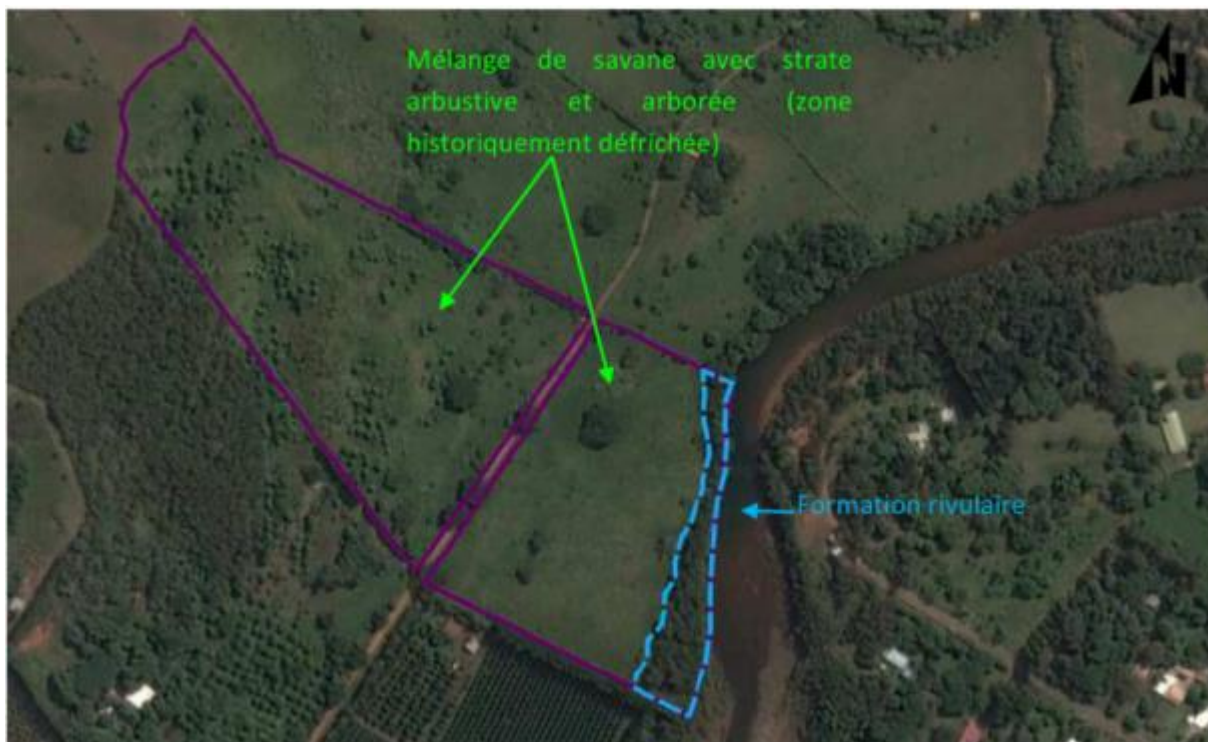 Mélange de savane avec strate
arbustive et arborée (zone
historiquement défrichée)
N
Formation rivulaire